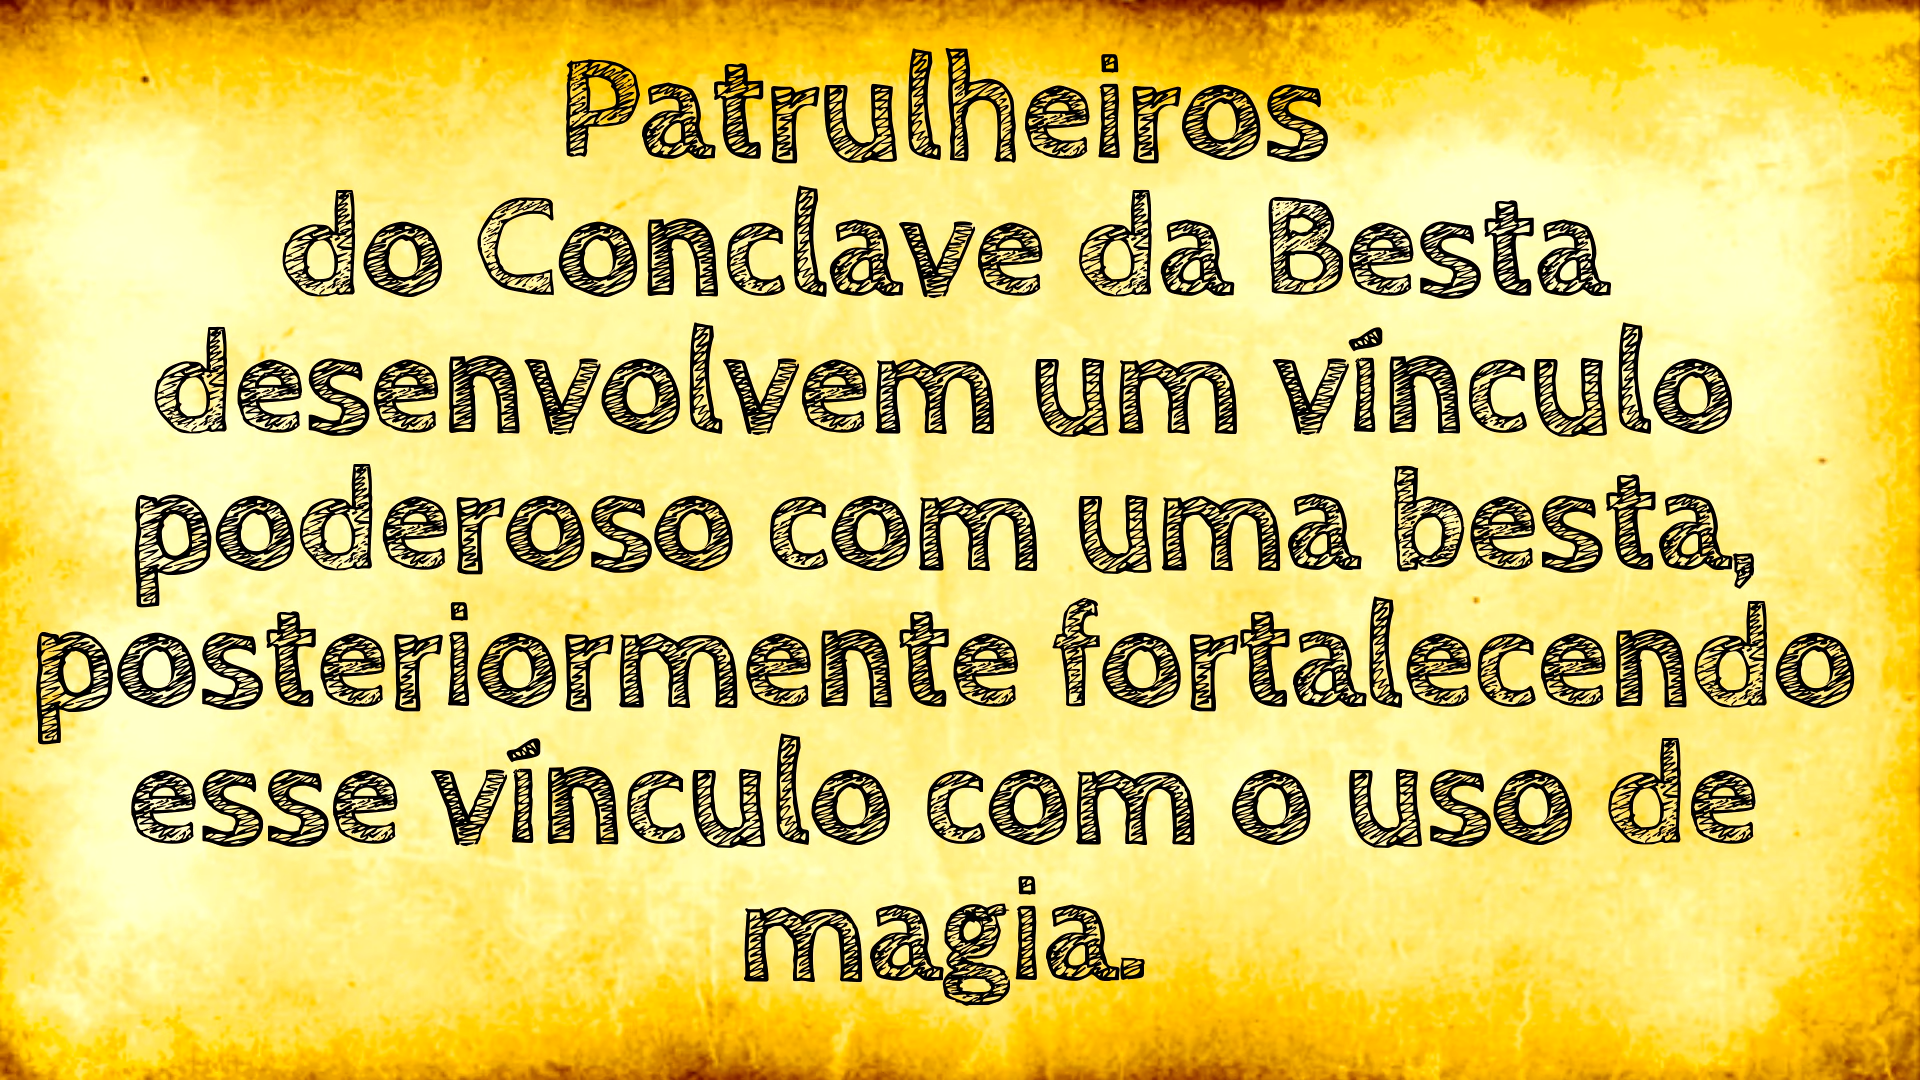 Patrulheiros
do Conclave da Besta
desenvolvem um vínculo
poderoso com uma besta,
posteriormente fortalecendo
esse vínculo com o uso de
magia.